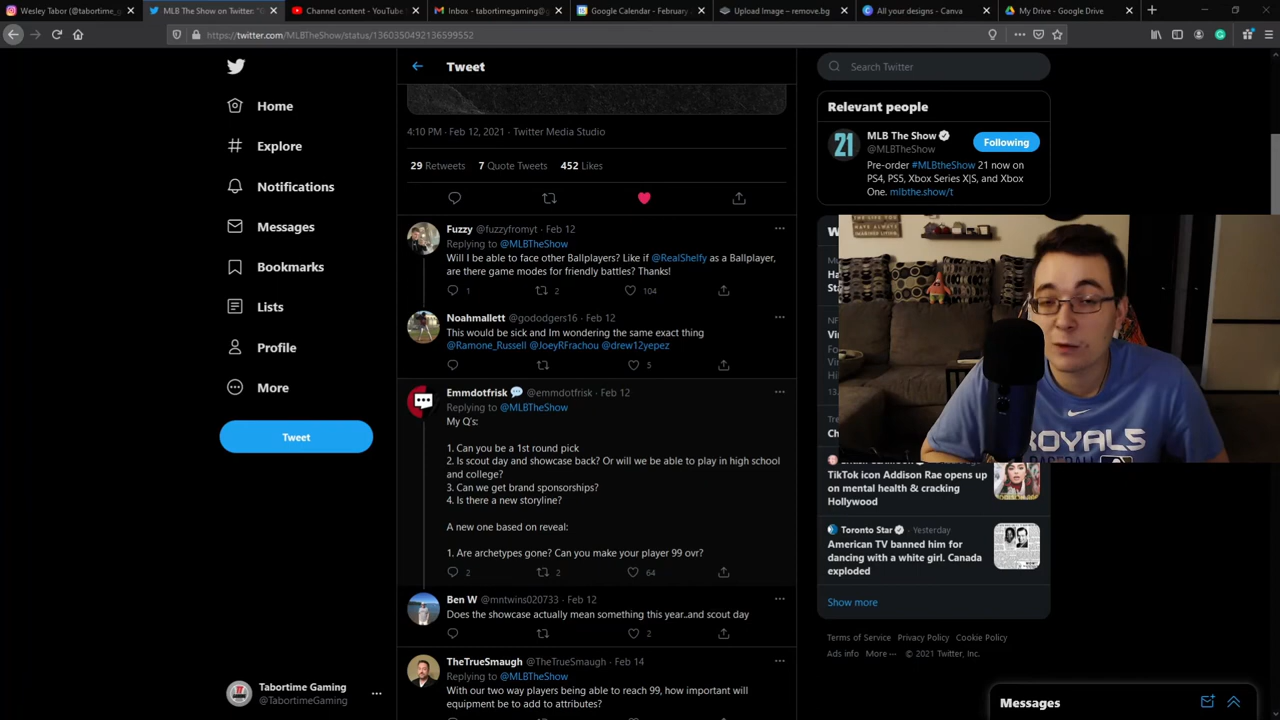 Wesley Tabor (@tabortime_g
MLB The Show on Twitter: "
Channel content - YouTube
Inbox - tabortimegaming@g
Google Calendar - February
Upload Image – remove.bg
All your designs - Canva
My Drive - Google Drive
https://twitter.com/MLBTheShow/status/1360350492136599552
Home
Explore
Notifications
Messages
Bookmarks
Lists
Profile
More
Tweet
Tabortime Gaming
@TabortimeGaming
Tweet
4:10 PM · Feb 12, 2021 · Twitter Media Studio
29 Retweets 7 Quote Tweets 452 Likes
Fuzzy @fuzzyfromyt · Feb 12
Replying to @MLBTheShow
Will I be able to face other Ballplayers? Like if @RealShelfy as a Ballplayer,
are there game modes for friendly battles? Thanks!
1 2 104
Noahmallett @gododgers16 · Feb 12
This would be sick and Im wondering the same exact thing
@Ramone_Russell @JoeyRFrachou @drew12yepez
5
Emmdotfrisk @emmdotfrisk · Feb 12
Replying to @MLBTheShow
My Q's:
1. Can you be a 1st round pick
2. Is scout day and showcase back? Or will we be able to play in high school
and college?
3. Can we get brand sponsorships?
4. Is there a new storyline?
A new one based on reveal:
1. Are archetypes gone? Can you make your player 99 ovr?
2 2 64
Ben W @mntwins020733 · Feb 12
Does the showcase actually mean something this year..and scout day
2
TheTrueSmaugh @TheTrueSmaugh · Feb 14
Replying to @MLBTheShow
With our two way players being able to reach 99, how important will
equipment be to add to attributes?
Search Twitter
Relevant people
21
MLB The Show
@MLBTheShow
Following
Pre-order #MLBtheShow 21 now on
PS4, PS5, Xbox Series X|S, and Xbox
One. mlbthe.show/t
ROYALS
TikTok icon Addison Rae opens up
on mental health & cracking
Hollywood
Toronto Star · Yesterday
American TV banned him for
dancing with a white girl. Canada
exploded
Show more
Terms of Service Privacy Policy Cookie Policy
Ads info More © 2021 Twitter, Inc.
Messages